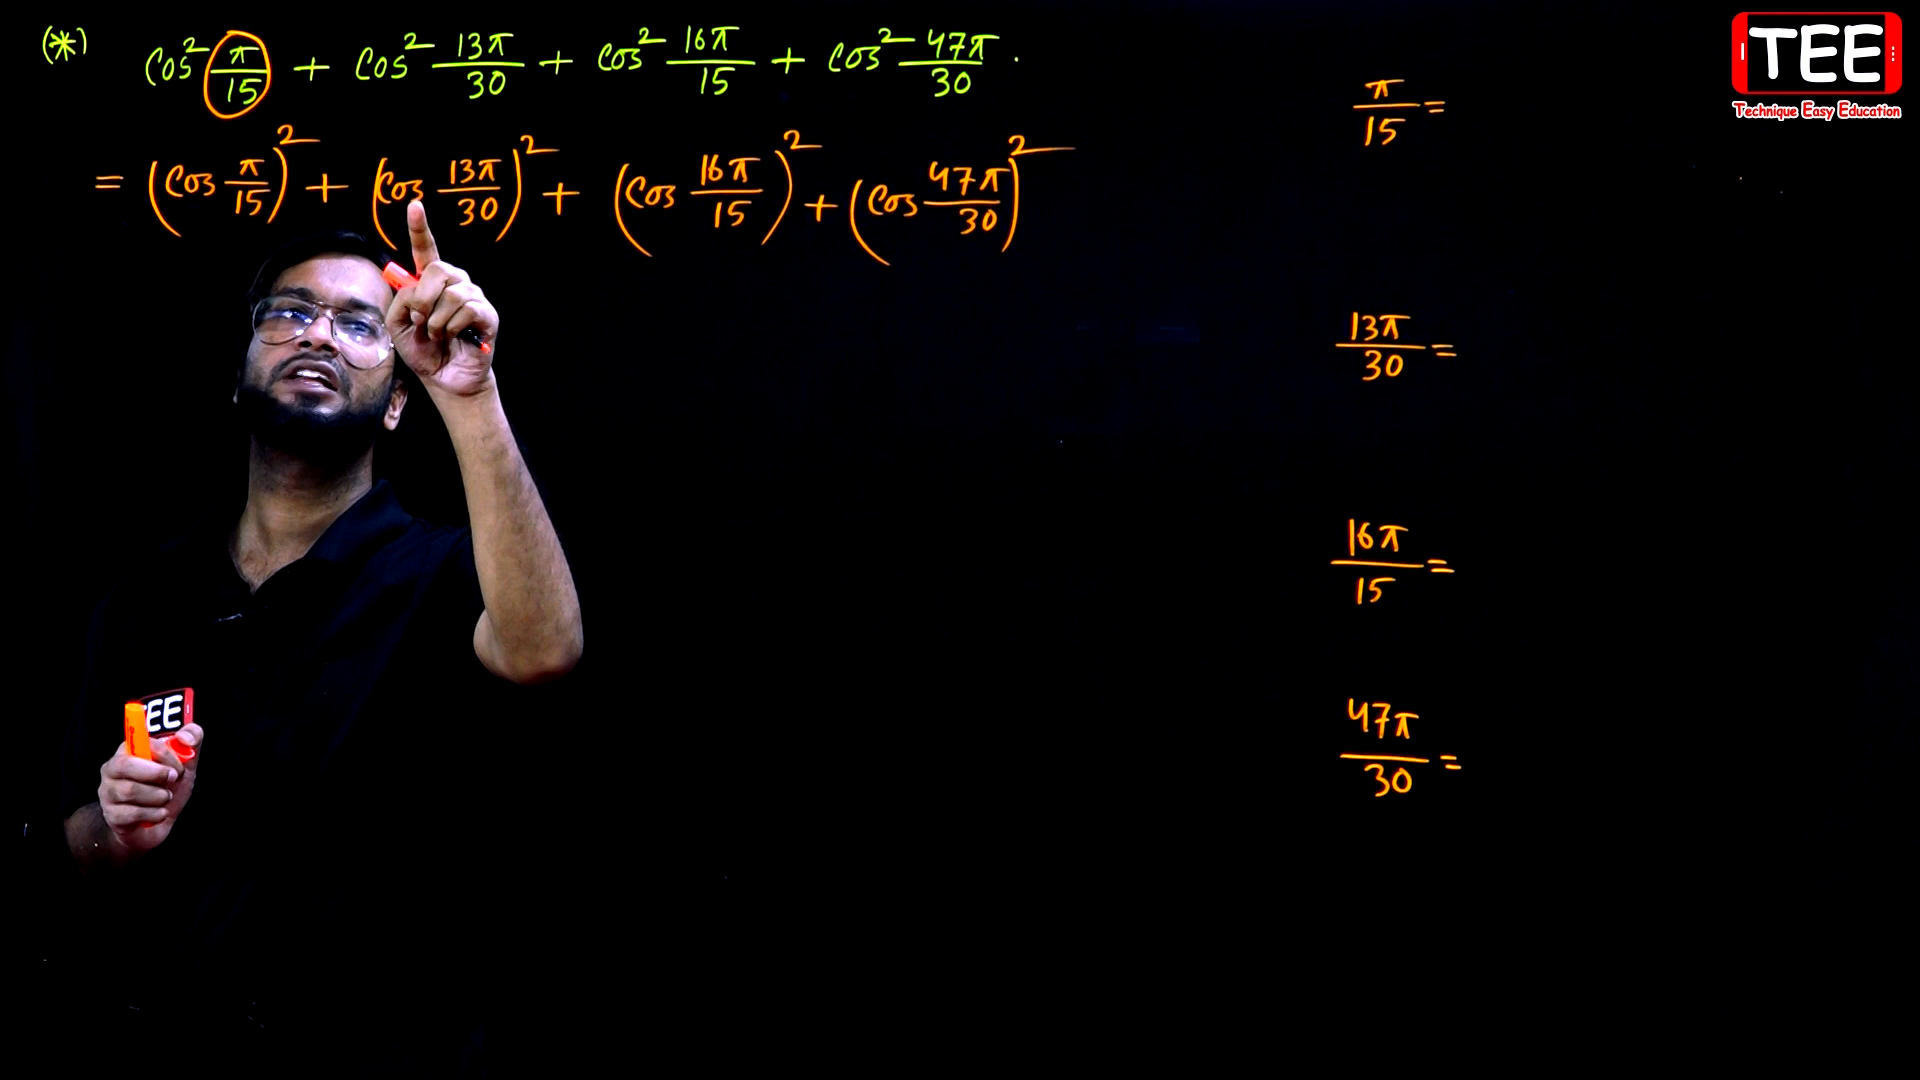 (*) cos² π/15 + cos² 13π/30 + cos² 16π/15 + cos² 47π/30 .
= (cos π/15)² + (cos 13π/30)² + (cos 16π/15)² + (cos 47π/30)²
π/15 =
13π/30 =
16π/15 =
47π/30 =
TEE
Technique Easy Education
TEE